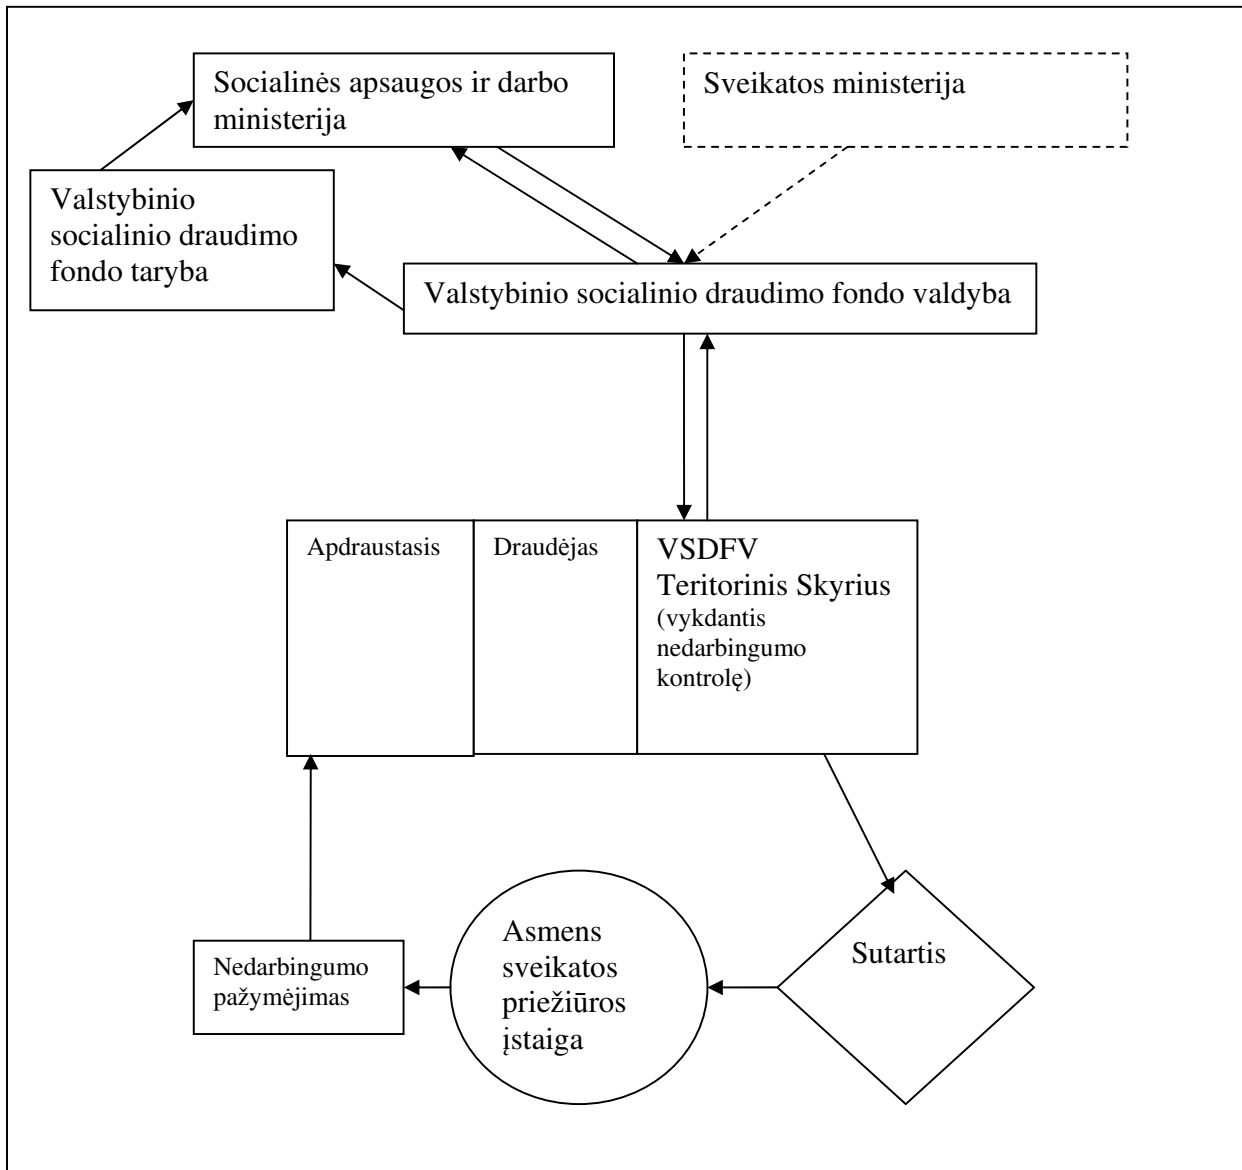 Socialinės apsaugos ir darbo
ministerija
Sveikatos ministerija
Valstybinio
socialinio draudimo
fondo taryba
Valstybinio socialinio draudimo fondo valdyba
Apdraustasis
Draudėjas
VSDFV
Teritorinis Skyrius
(vykdantis
nedarbingumo
kontrolę)
Nedarbingumo
pažymėjimas
Asmens
sveikatos
priežiūros
įstaiga
Sutartis